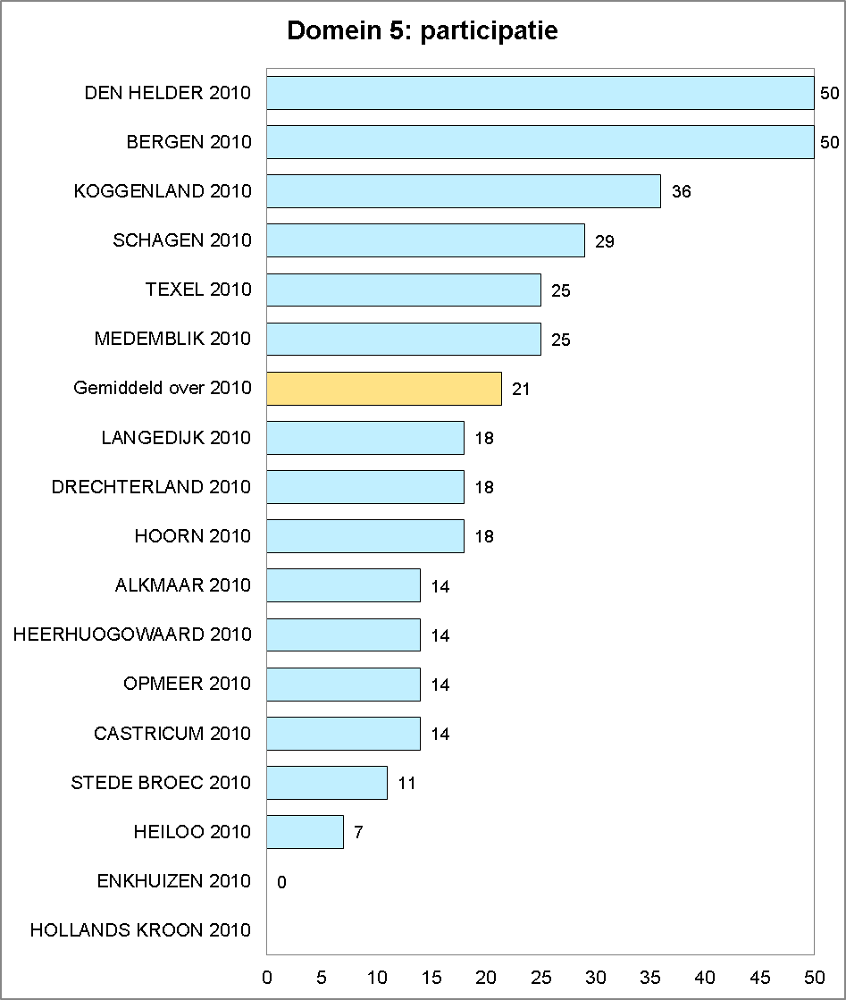 Domein 5: participatie
DEN HELDER 2010 50
BERGEN 2010 50
KOGGENLAND 2010 36
SCHAGEN 2010 29
TEXEL 2010 25
MEDEMBLIK 2010 25
Gemiddeld over 2010 21
LANGEDIJK 2010 18
DRECHTERLAND 2010 18
HOORN 2010 18
ALKMAAR 2010 14
HEERHUOGOWAARD 2010 14
OPMEER 2010 14
CASTRICUM 2010 14
STEDE BROEC 2010 11
HEILOO 2010 7
ENKHUIZEN 2010 0
HOLLANDS KROON 2010
0 5 10 15 20 25 30 35 40 45 50